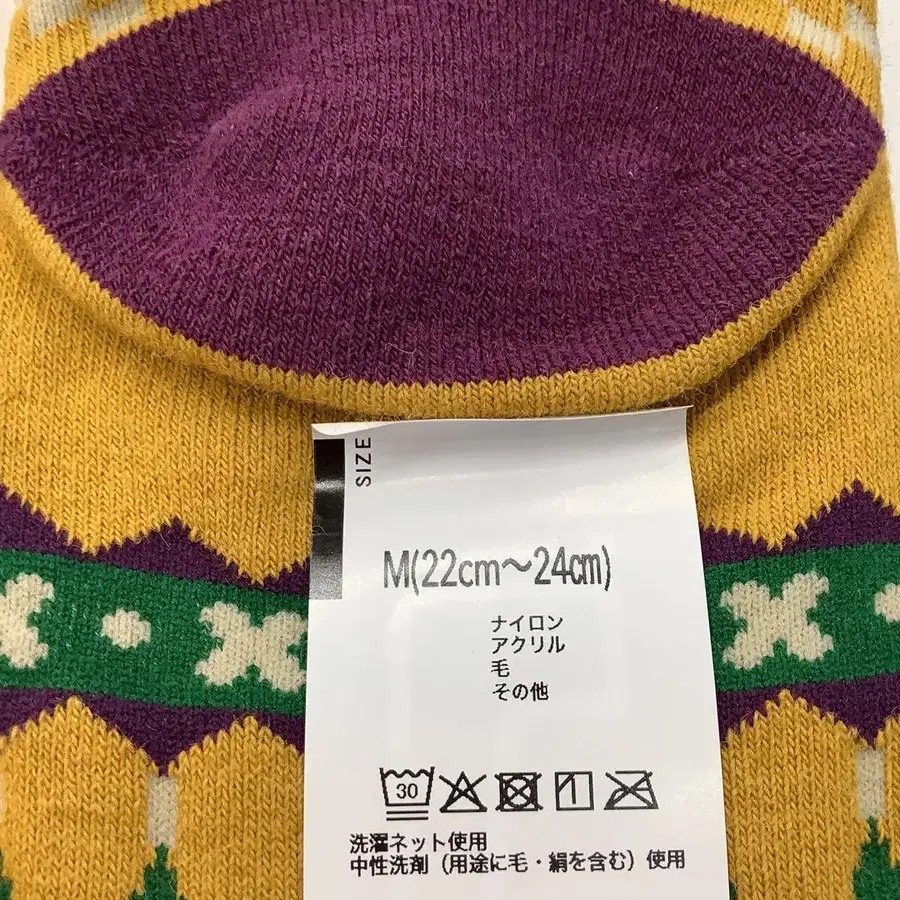 SIZE
M(22cm～24㎝)
ナイロン
アクリル
毛
その他
30
洗濯ネット使用
中性洗剤（用途に毛・絹を含む）使用